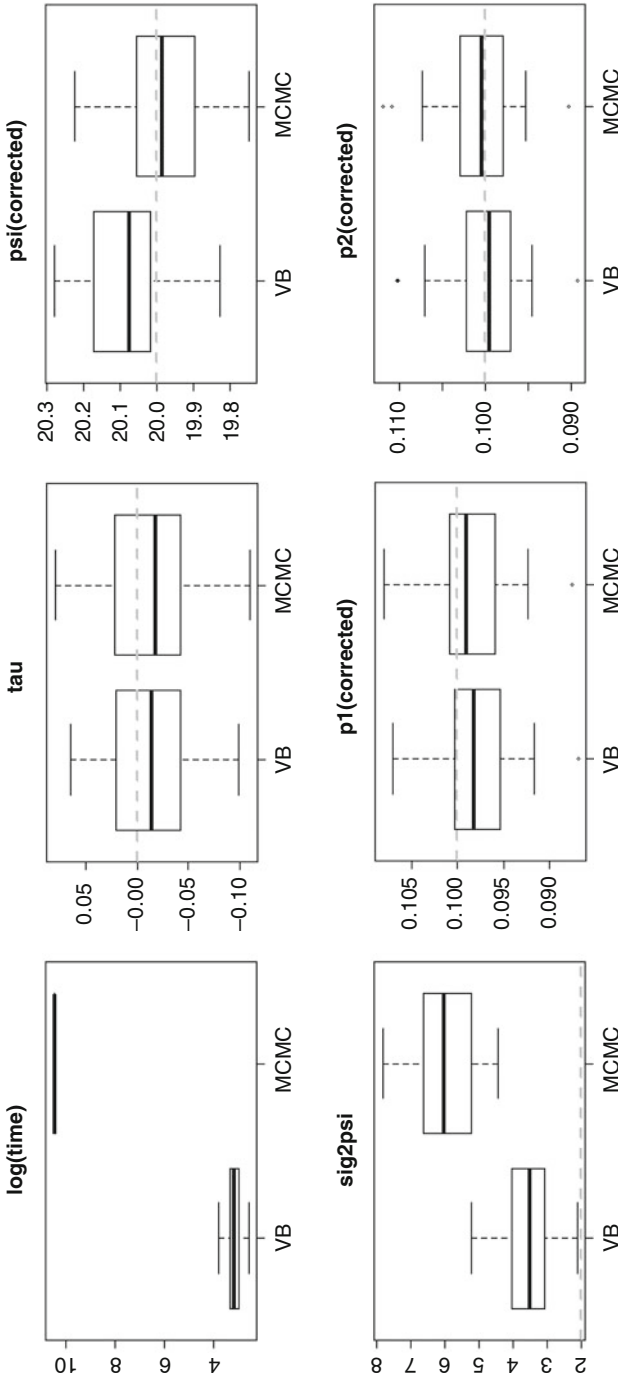 log(time)
10
8
6
4
VB
MCMC
tau
0.05
−0.00
−0.05
−0.10
VB
MCMC
psi(corrected)
20.3
20.2
20.1
20.0
19.9
19.8
VB
MCMC
sig2psi
8
7
6
5
4
3
2
VB
MCMC
p1(corrected)
0.105
0.100
0.095
0.090
VB
MCMC
p2(corrected)
0.110
0.100
0.090
VB
MCMC